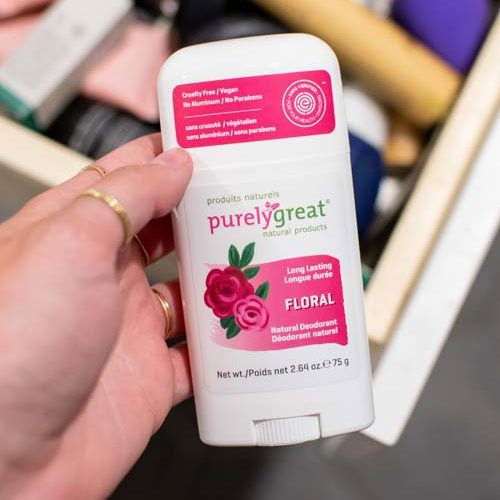 Cruelty Free / Vegan
No Aluminum / No Parabens
sans cruauté / végétalien
sans aluminium / sans parabens
produits naturels
purelygreat®
natural products
Long Lasting
Longue durée
FLORAL
Natural Deodorant
Déodorant naturel
Net wt./Poids net 2.64 oz. ℮ 75 g